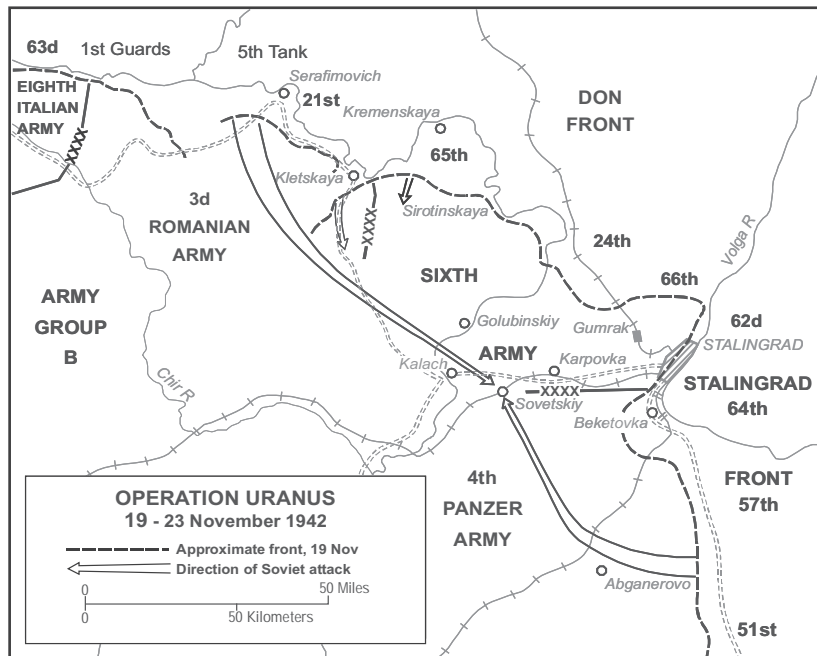 63d
1st Guards
5th Tank
Serafimovich
EIGHTH
ITALIAN
ARMY
XXXX
21st
Kremenskaya
DON
FRONT
65th
Kletskaya
3d
ROMANIAN
ARMY
XXXX
Sirotinskaya
24th
Volga R
SIXTH
66th
ARMY
GROUP
B
Golubinskiy
Gumrak
62d
STALINGRAD
Chir R
Kalach
ARMY
Karpovka
XXXX
Sovetskiy
STALINGRAD
64th
Beketovka
4th
PANZER
ARMY
FRONT
57th
Abganerovo
51st
OPERATION URANUS
19 - 23 November 1942
Approximate front, 19 Nov
Direction of Soviet attack
0 50 Miles
0 50 Kilometers